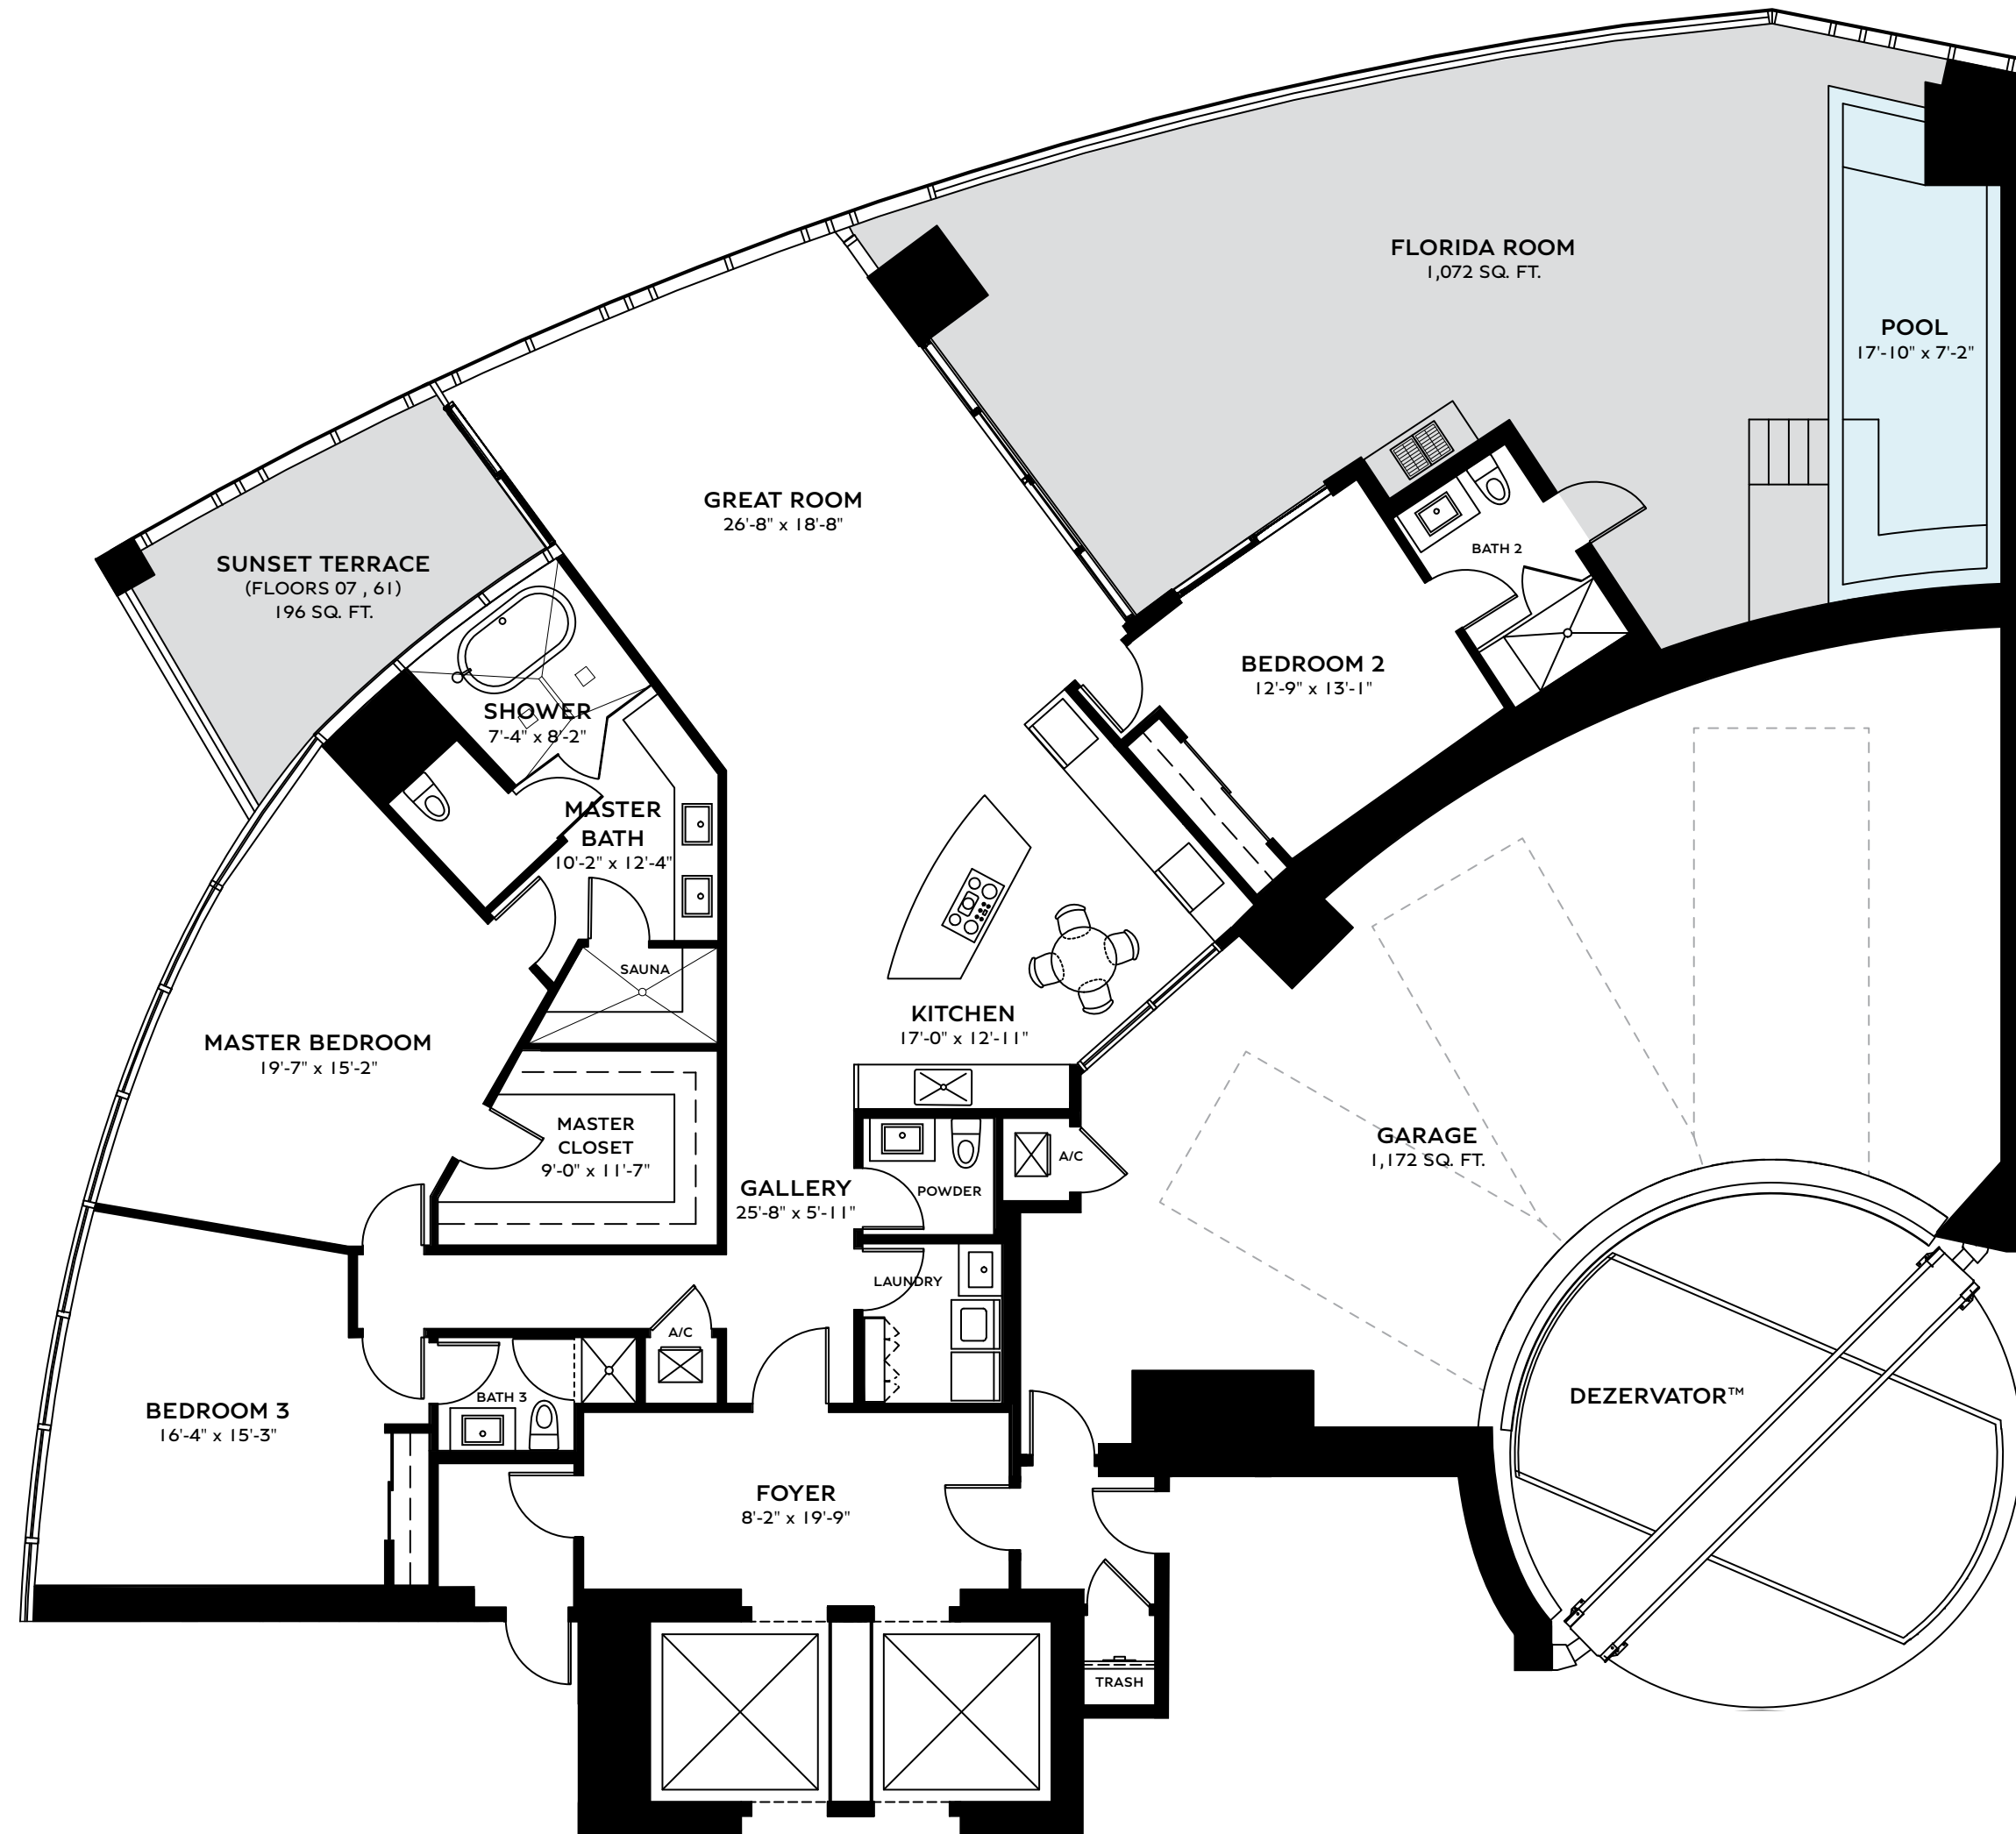 FLORIDA ROOM
1,072 SQ. FT.
POOL
17'-10" x 7'-2"
GREAT ROOM
26'-8" x 18'-8"
SUNSET TERRACE
(FLOORS 07 , 61)
196 SQ. FT.
BATH 2
BEDROOM 2
12'-9" x 13'-1"
SHOWER
7'-4" x 8'-2"
MASTER
BATH
10'-2" x 12'-4"
SAUNA
KITCHEN
17'-0" x 12'-11"
MASTER BEDROOM
19'-7" x 15'-2"
MASTER
CLOSET
9'-0" x 11'-7"
GARAGE
1,172 SQ. FT.
A/C
POWDER
GALLERY
25'-8" x 5'-11"
LAUNDRY
A/C
BATH 3
DEZERVATOR™
BEDROOM 3
16'-4" x 15'-3"
FOYER
8'-2" x 19'-9"
TRASH